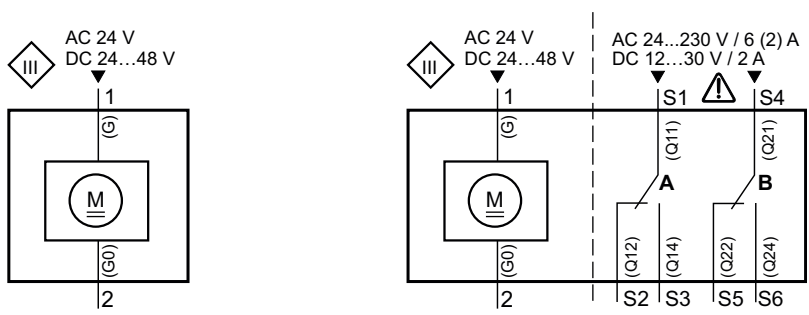 III
AC 24 V
DC 24...48 V
1
(G)
M
(G0)
2
III
AC 24 V
DC 24...48 V
1
(G)
M
(G0)
2
AC 24...230 V / 6 (2) A
DC 12...30 V / 2 A
S1
S4
(Q11)
(Q21)
A
B
(Q12)
(Q14)
(Q22)
(Q24)
S2
S3
S5
S6